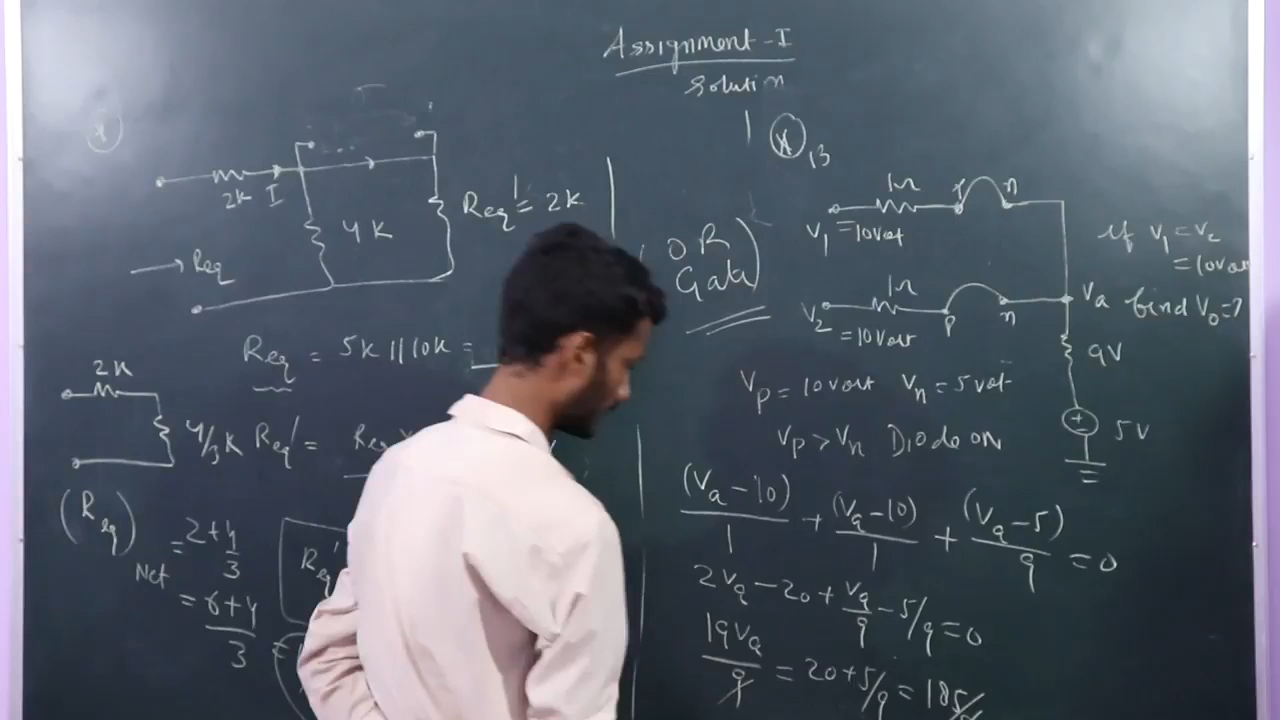 Assignment - I
Solution
2k
I
4k
Req' = 2k
→ Req
Req = 5k || 10k =
2k
4/3 k
Req' =
(Req)
Net
= 2+4/3
= 6+4/3
Req'
(OR
Gate)
13
1Ω
p
n
V1 = 10 volt
if V1 = V2
= 10 volt
1Ω
p
n
Va
find V0 = ?
V2
= 10 volt
9V
5V
+
-
Vp = 10 volt Vn = 5 volt
Vp > Vn Diode ON
(Va - 10)/1 + (Va - 10)/1 + (Va - 5)/9 = 0
2Va - 20 + Va/9 - 5/9 = 0
19Va/9 = 20 + 5/9 = 185/